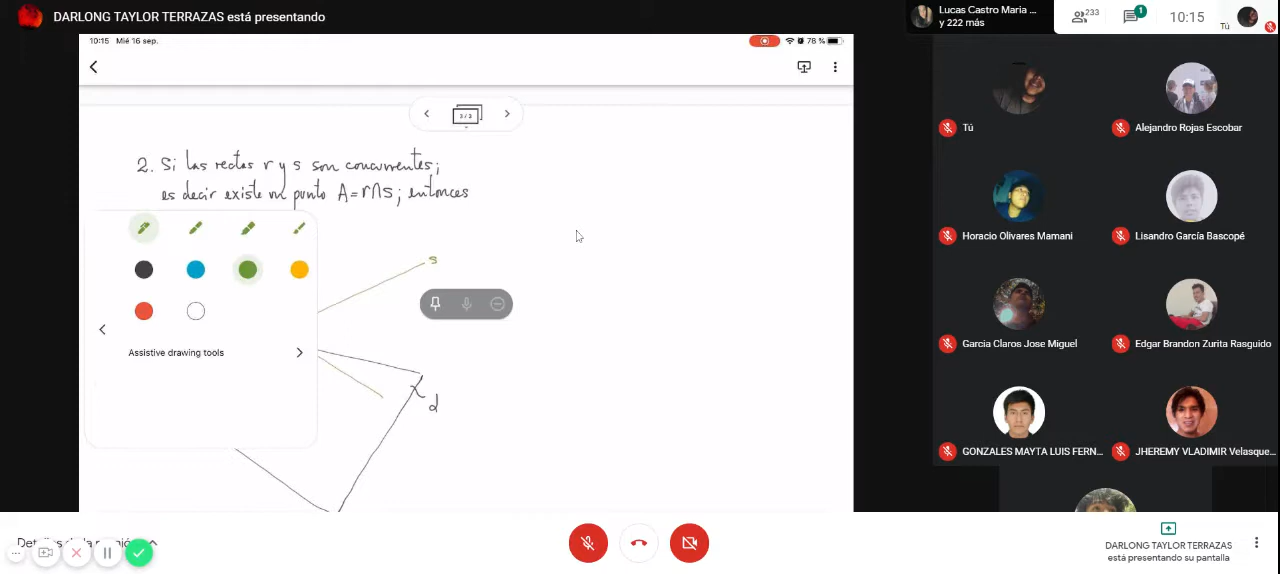 DARLONG TAYLOR TERRAZAS está presentando
Lucas Castro Maria ...
y 222 más
233
1
10:15
Tú
10:15 Mié 16 sep.
78 %
2. Si las rectas r y s son concurrentes;
es decir existe un punto A=r∩s; entonces
s
Assistive drawing tools
α
Tú
Alejandro Rojas Escobar
Horacio Olivares Mamani
Lisandro García Bascopé
Garcia Claros Jose Miguel
Edgar Brandon Zurita Rasguido
GONZALES MAYTA LUIS FERN...
JHEREMY VLADIMIR Velasque...
DARLONG TAYLOR TERRAZAS
está presentando su pantalla